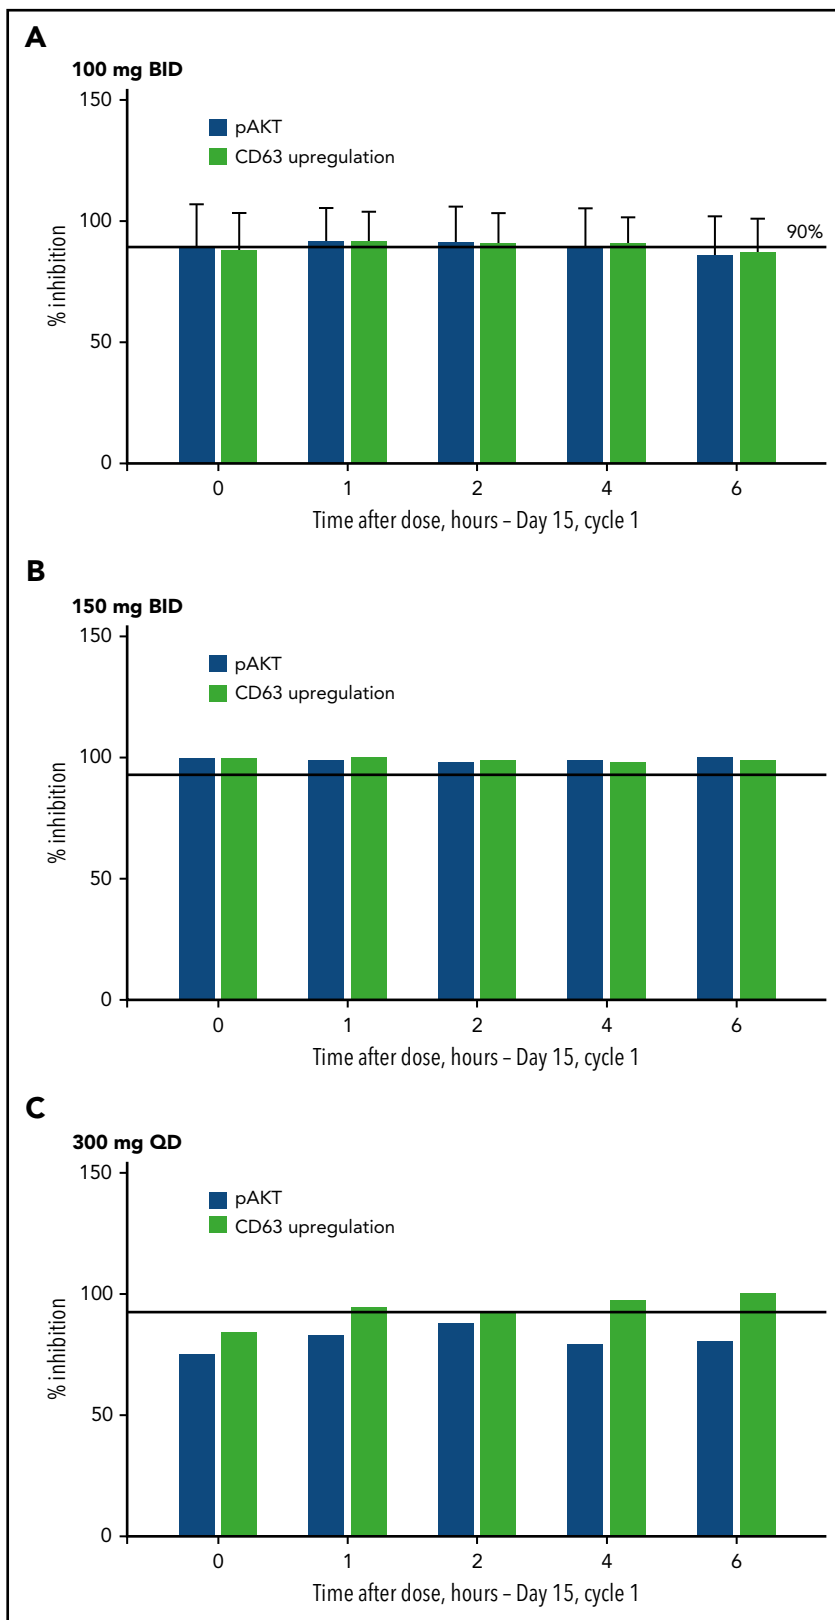 A
100 mg BID
150
pAKT
CD63 upregulation
100
90%
% inhibition
50
0
0 1 2 4 6
Time after dose, hours – Day 15, cycle 1
B
150 mg BID
150
pAKT
CD63 upregulation
100
% inhibition
50
0
0 1 2 4 6
Time after dose, hours – Day 15, cycle 1
C
300 mg QD
150
pAKT
CD63 upregulation
100
% inhibition
50
0
0 1 2 4 6
Time after dose, hours – Day 15, cycle 1